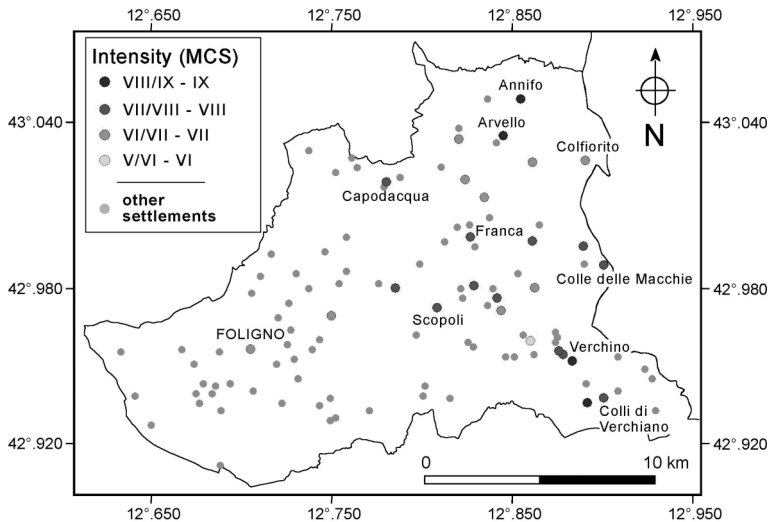 12°.650 12°.750 12°.850 12°.950
Intensity (MCS)
VIII/IX - IX
VII/VIII - VIII
VI/VII - VII
V/VI - VI
other
settlements
43°.040
43°.040
Annifo
Arvello
N
Colfiorito
Capodacqua
Franca
42°.980
42°.980
Colle delle Macchie
Scopoli
FOLIGNO
Verchino
Colli di
Verchiano
42°.920
42°.920
0 10 km
12°.650 12°.750 12°.850 12°.950